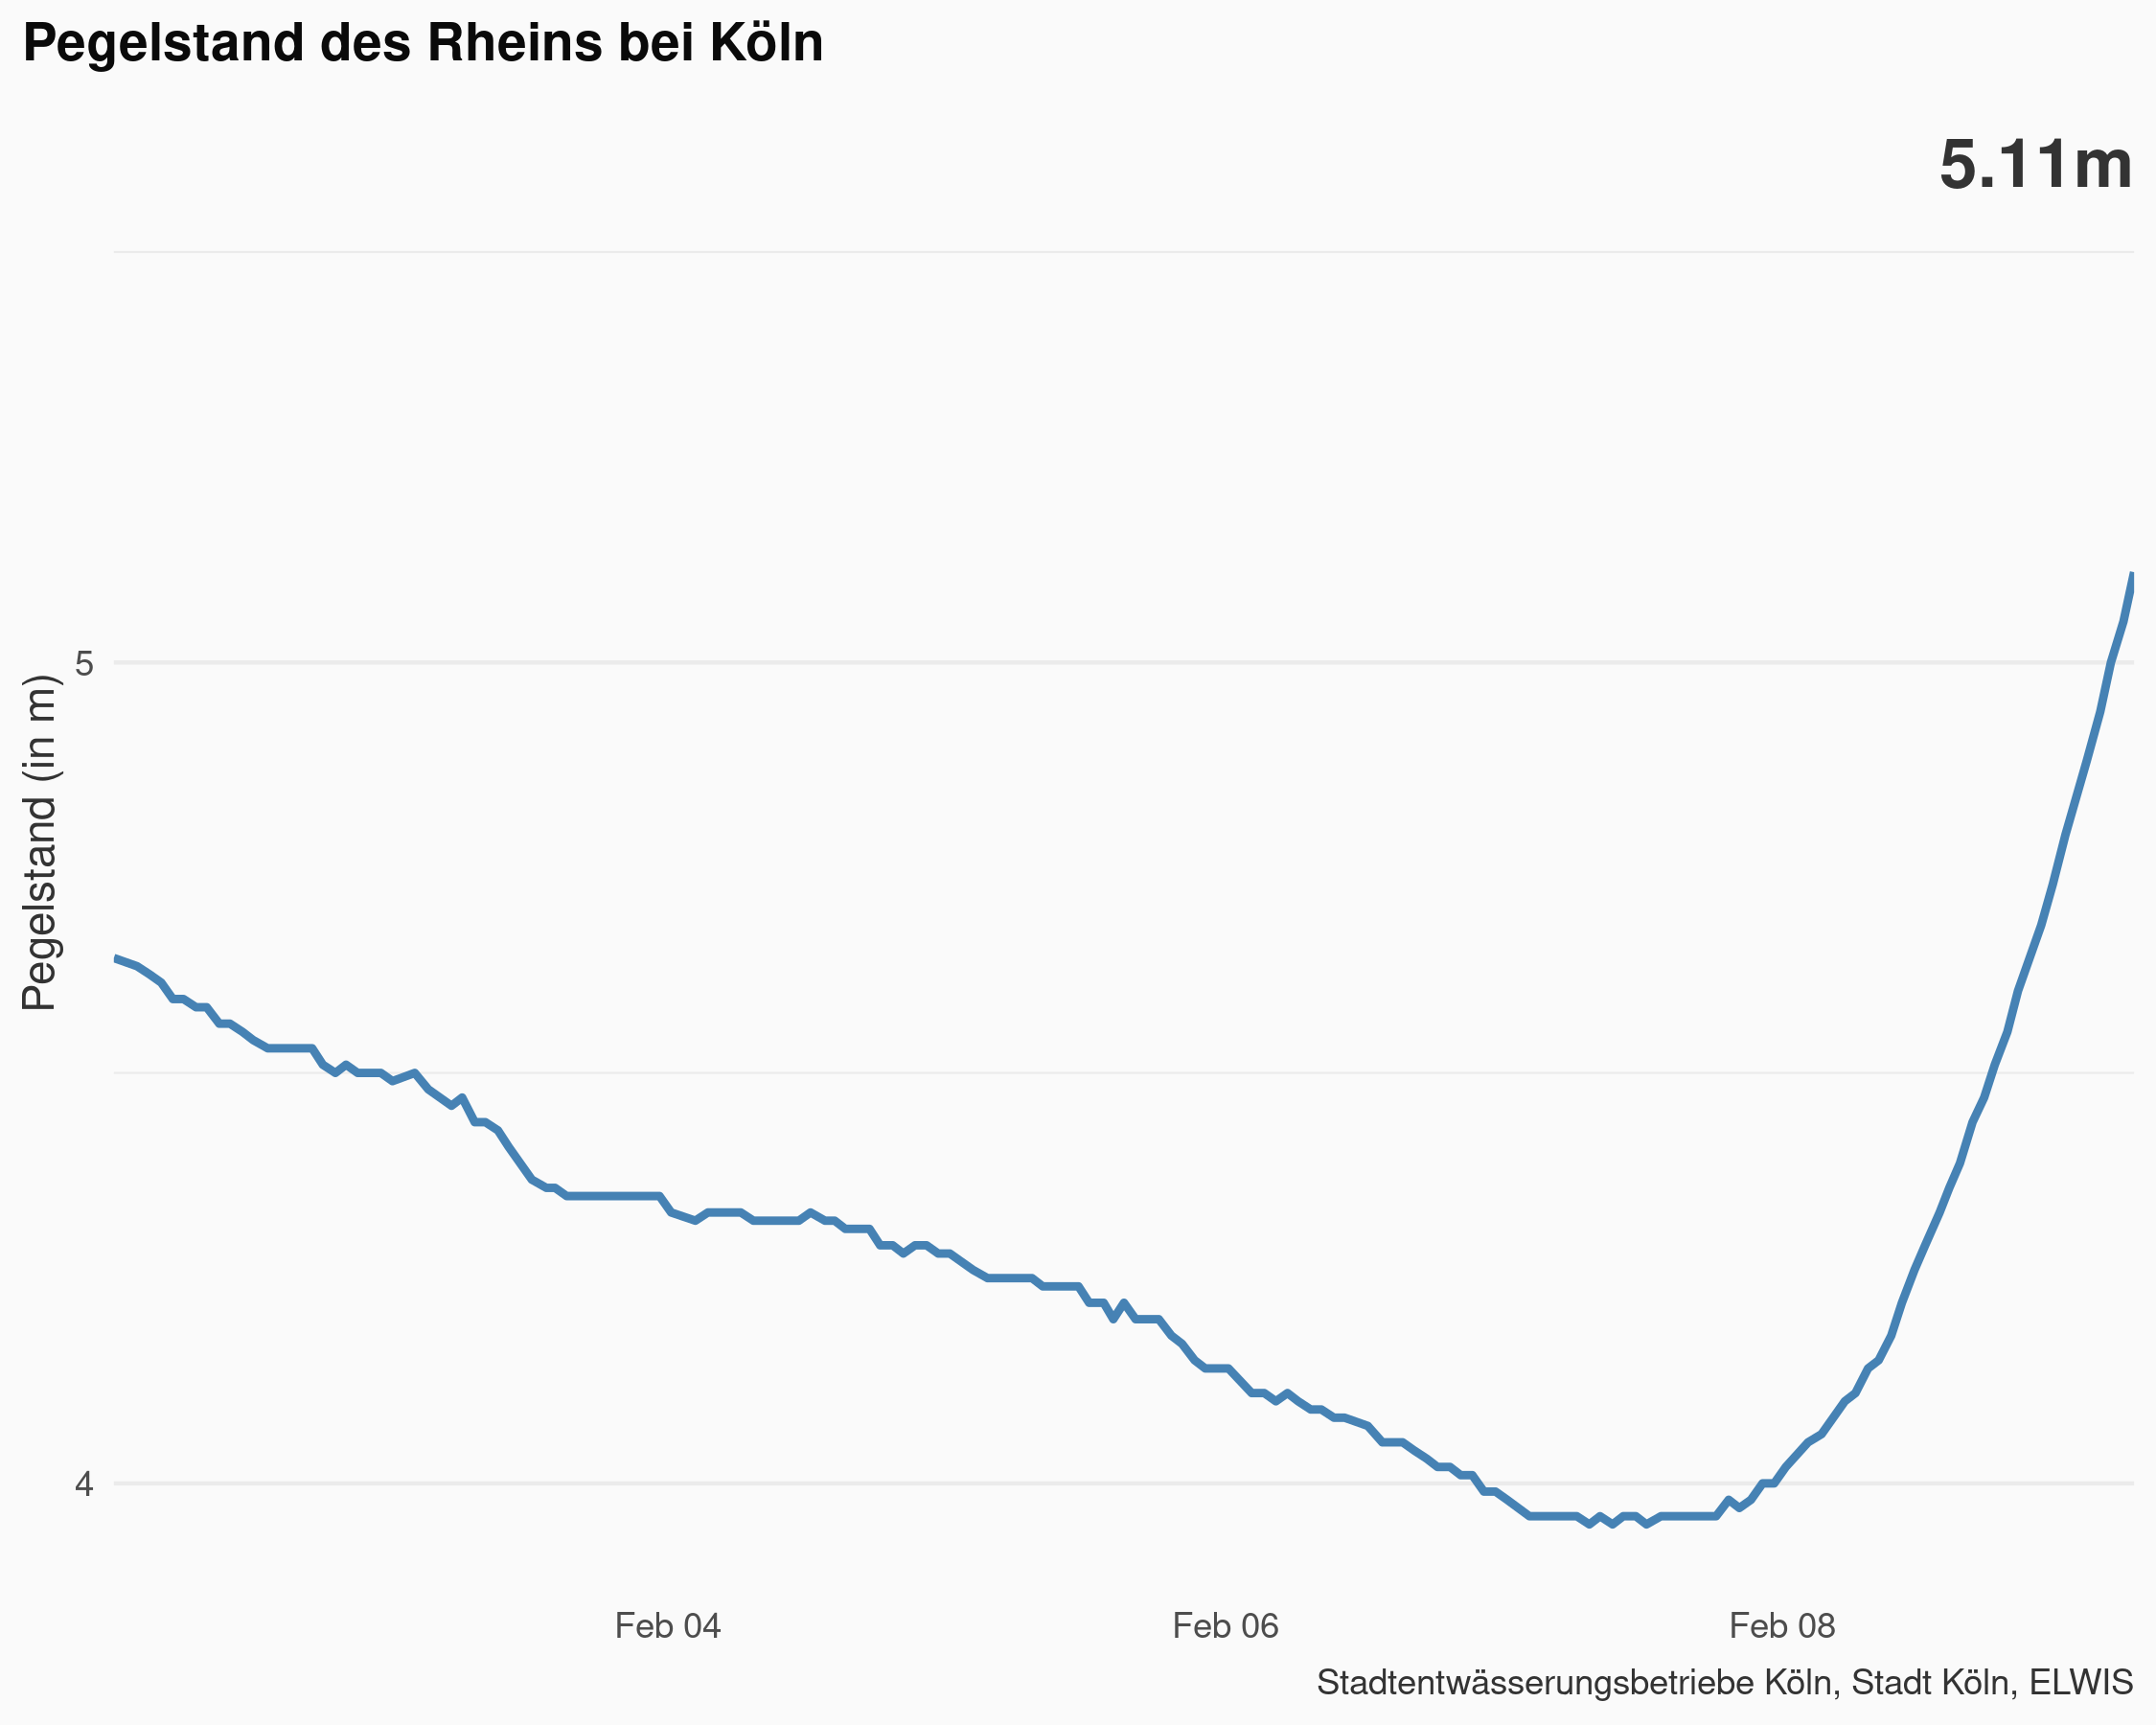 Pegelstand des Rheins bei Köln
5.11m
Pegelstand (in m)
5
4
Feb 04
Feb 06
Feb 08
Stadtentwässerungsbetriebe Köln, Stadt Köln, ELWIS